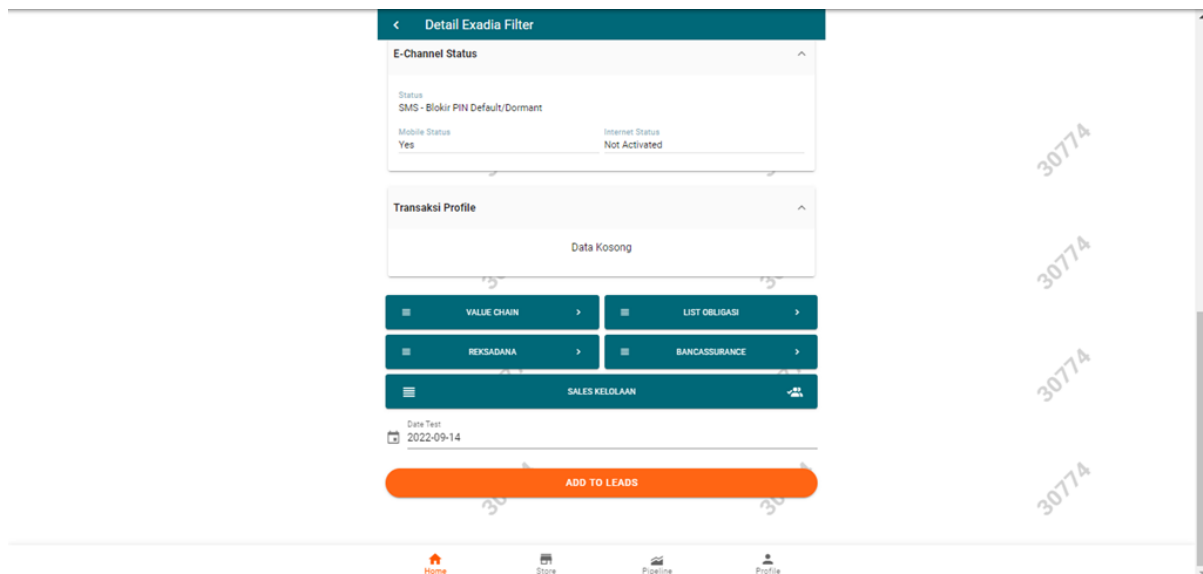 Detail Exadia Filter
E-Channel Status
Status
SMS - Blokir PIN Default/Dormant
Mobile Status
Internet Status
Yes
Not Activated
30774
Transaksi Profile
Data Kosong
30774
VALUE CHAIN
LIST OBLIGASI
REKSADANA
BANCASSURANCE
30774
SALES KELOLAAN
Date Test
2022-09-14
ADD TO LEADS
30774
Home
Store
Pipeline
Profile